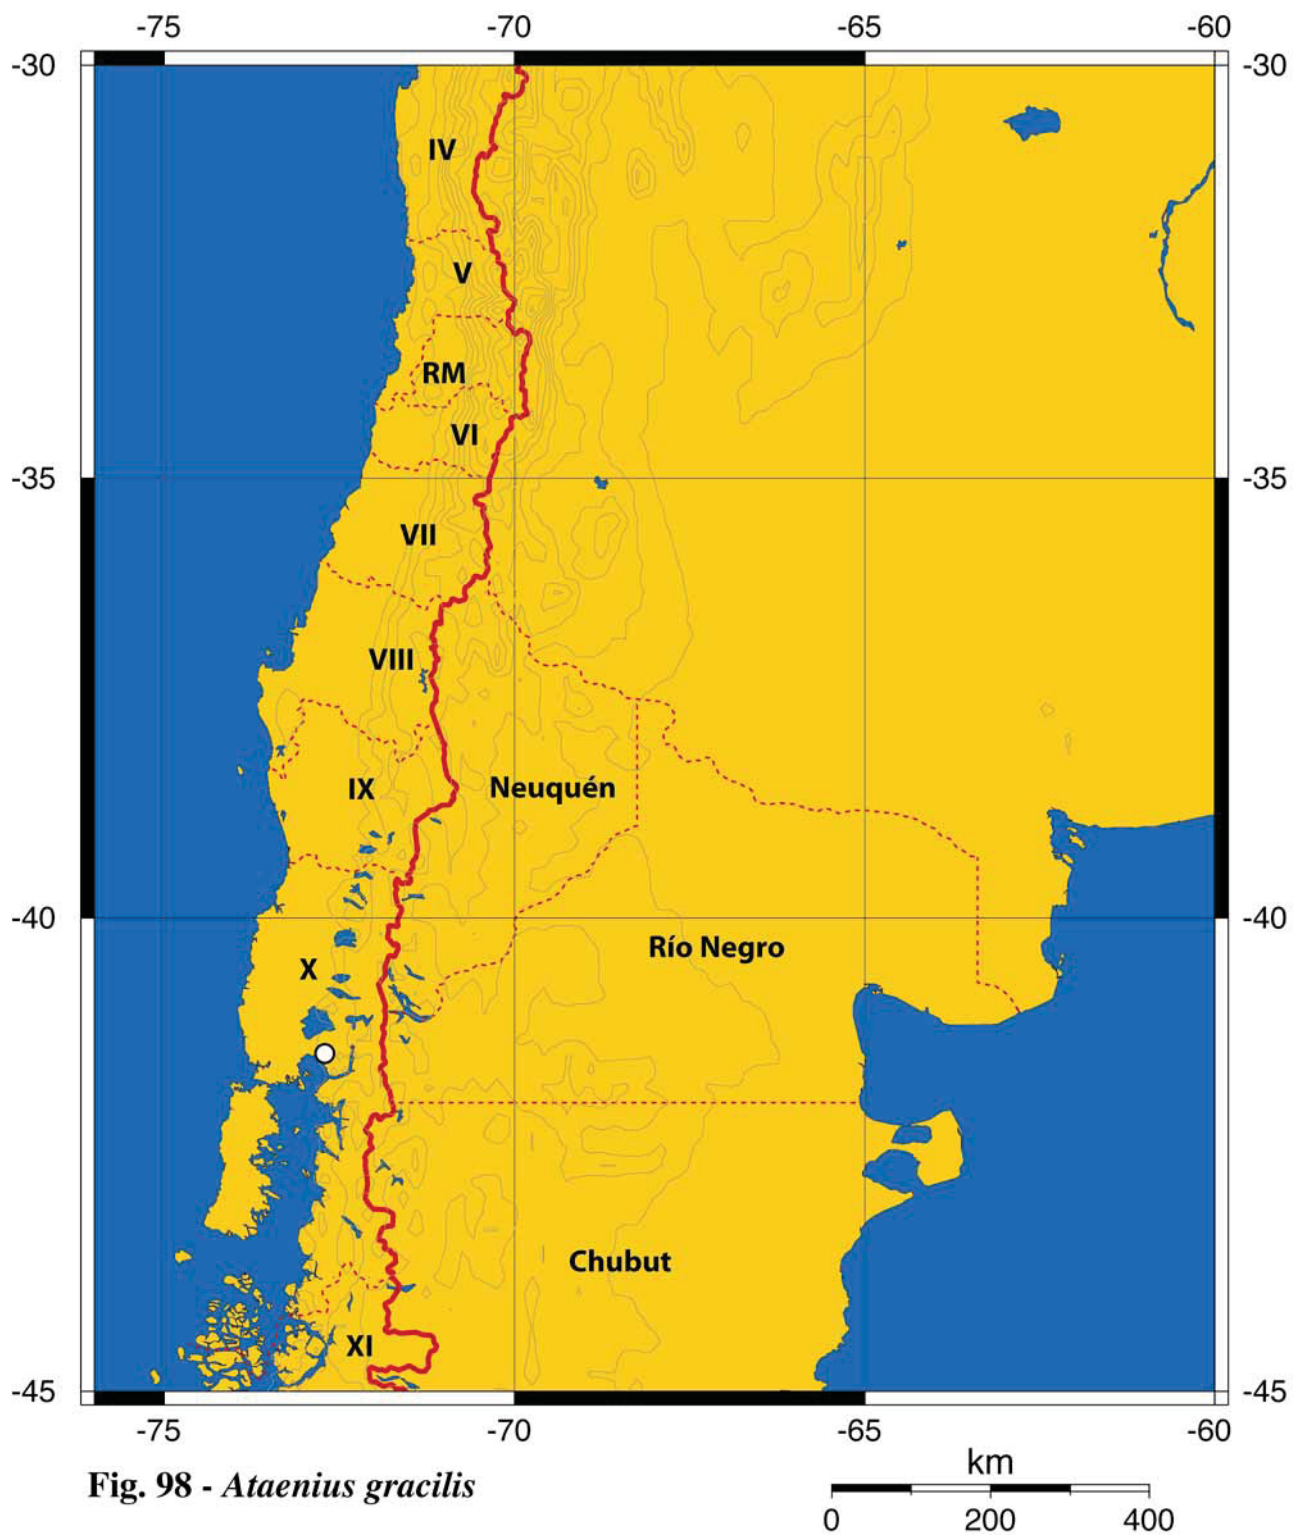 -75 -70 -65 -60
-30 -30
IV
V
RM
VI
-35 -35
VII
VIII
IX Neuquén
-40 -40
Río Negro
X
Chubut
XI
-45 -45
-75 -70 -65 -60
km
Fig. 98 - Ataenius gracilis
0 200 400